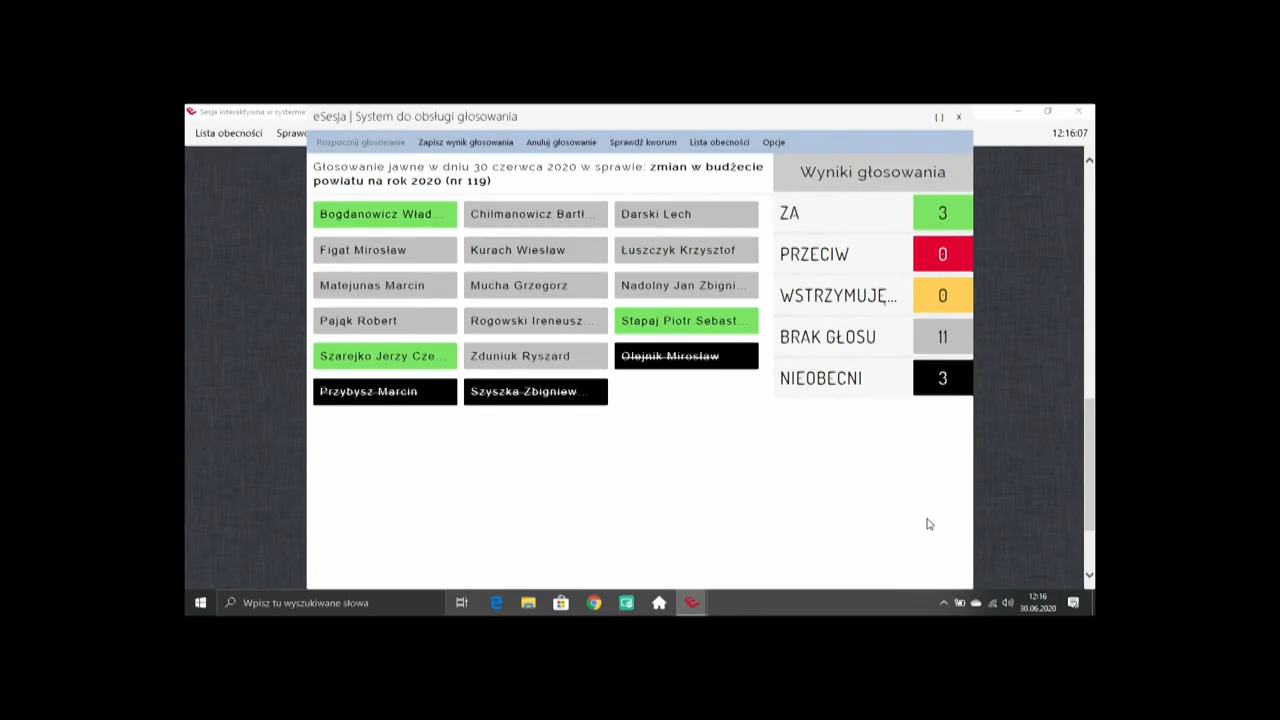 Sesja interaktywna w systemie
eSesja | System do obsługi głosowania
Lista obecności Sprawo
12:16:07
Rozpocznij głosowanie Zapisz wynik głosowania Anuluj głosowanie Sprawdź kworum Lista obecności Opcje
Głosowanie jawne w dniu 30 czerwca 2020 w sprawie: zmian w budżecie
powiatu na rok 2020 (nr 119)
Bogdanowicz Wład... Chilmanowicz Bartł... Darski Lech
Figat Mirosław Kurach Wiesław Łuszczyk Krzysztof
Matejunas Marcin Mucha Grzegorz Nadolny Jan Zbigni...
Pająk Robert Rogowski Ireneusz... Stapaj Piotr Sebast...
Szarejko Jerzy Cze... Zduniuk Ryszard Olejnik Mirosław
Przybysz Marcin Szyszka Zbigniew...
Wyniki głosowania
ZA 3
PRZECIW 0
WSTRZYMUJĘ... 0
BRAK GŁOSU 11
NIEOBECNI 3
Wpisz tu wyszukiwane słowa
12:16
30.06.2020